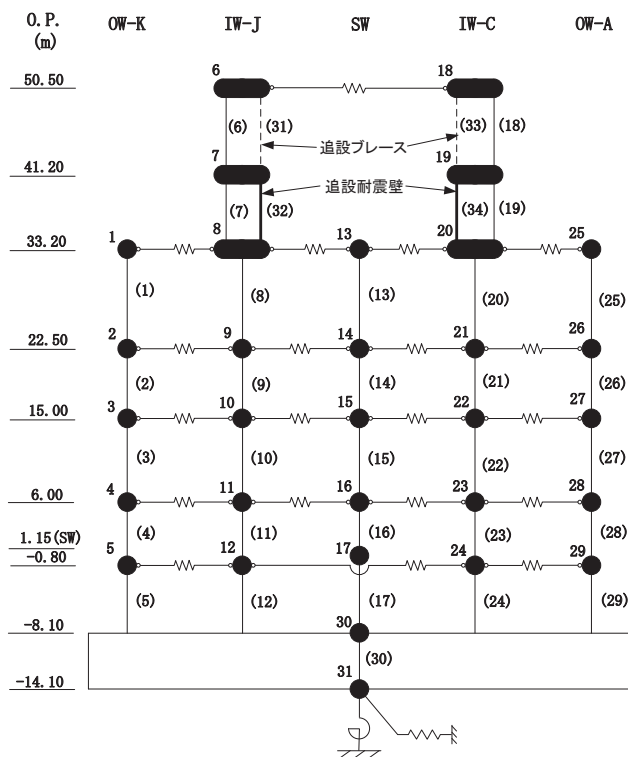 O.P. OW-K IW-J SW IW-C OW-A
(m)
6 18
50.50
(6) (31) (33) (18)
追設ブレース
7 19
41.20
追設耐震壁
(7) (32) (34) (19)
1 8 13 20 25
33.20
(1) (8) (13) (20) (25)
2 9 14 21 26
22.50
(2) (9) (14) (21) (26)
3 10 15 22 27
15.00
(3) (10) (15) (22) (27)
4 11 16 23 28
6.00
(4) (11) (16) (23) (28)
1.15(SW)
5 12 17 24 29
-0.80
(5) (12) (17) (24) (29)
30
-8.10
(30)
31
-14.10